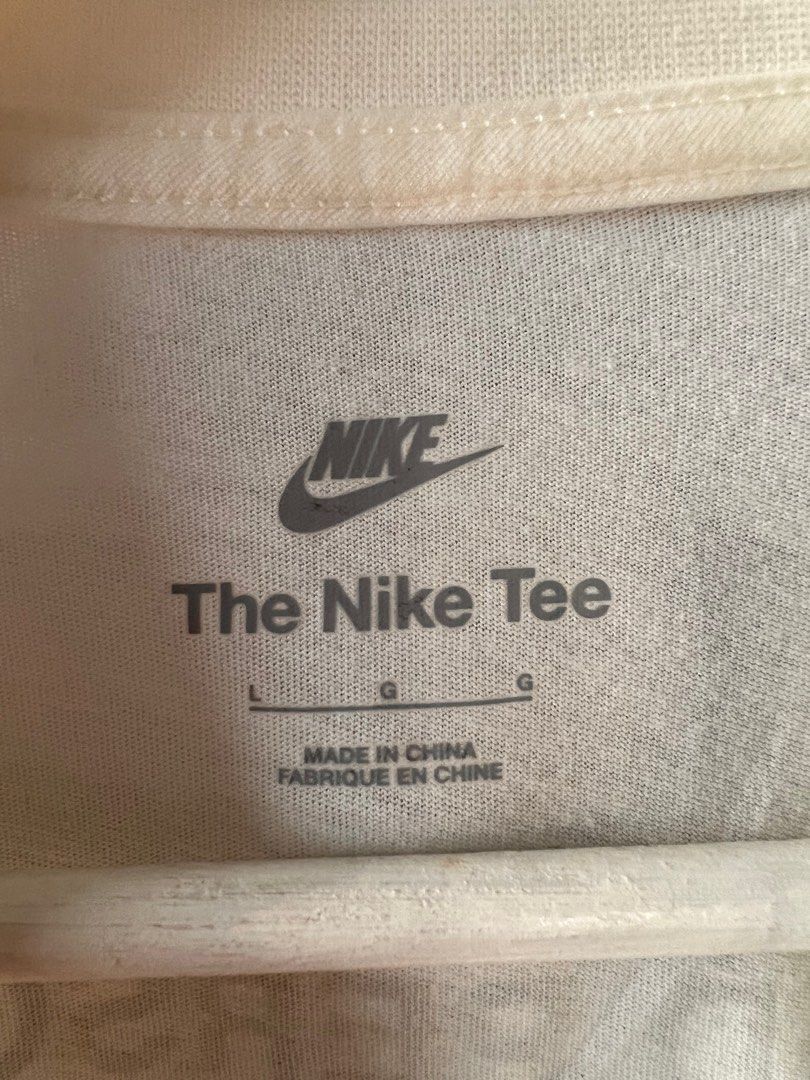 NIKE
The Nike Tee
L G G
MADE IN CHINA
FABRIQUE EN CHINE